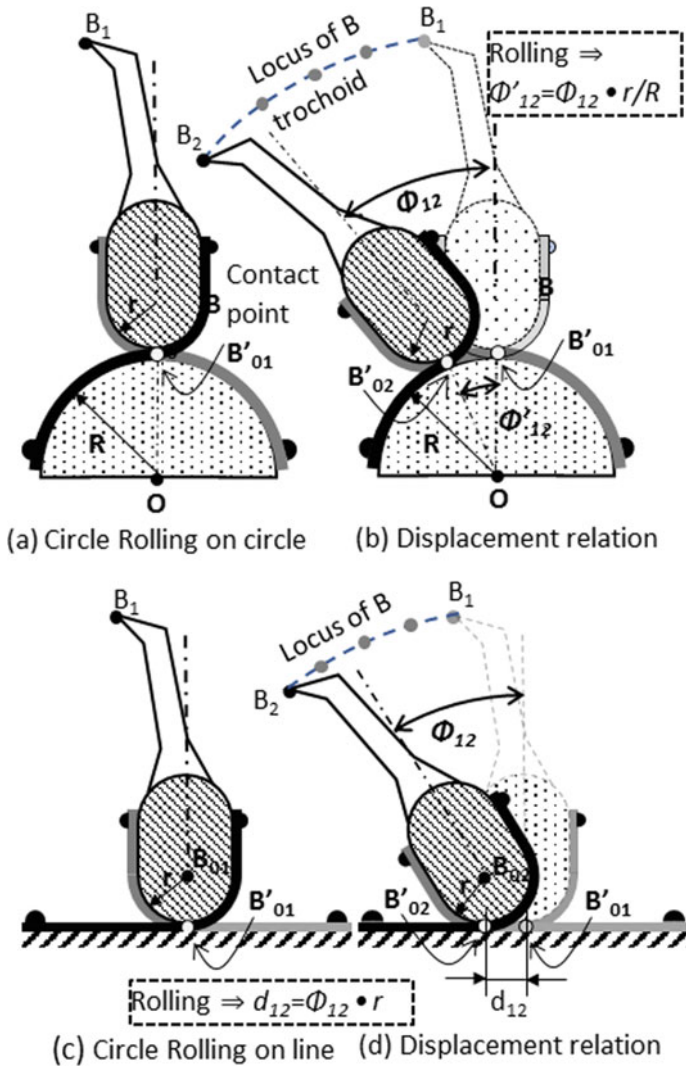 B1
B1
Locus of B
trochoid
Rolling ⇒
Φ'12=Φ12 • r/R
B2
Φ12
r
B
Contact
point
B'01
R
O
r
B
B'02
B'01
Φ'12
R
O
(a) Circle Rolling on circle
(b) Displacement relation
B1
Locus of B
B1
B2
Φ12
B01
r
B'01
B02
r
B'02
B'01
d12
Rolling ⇒ d12=Φ12 • r
(c) Circle Rolling on line
(d) Displacement relation